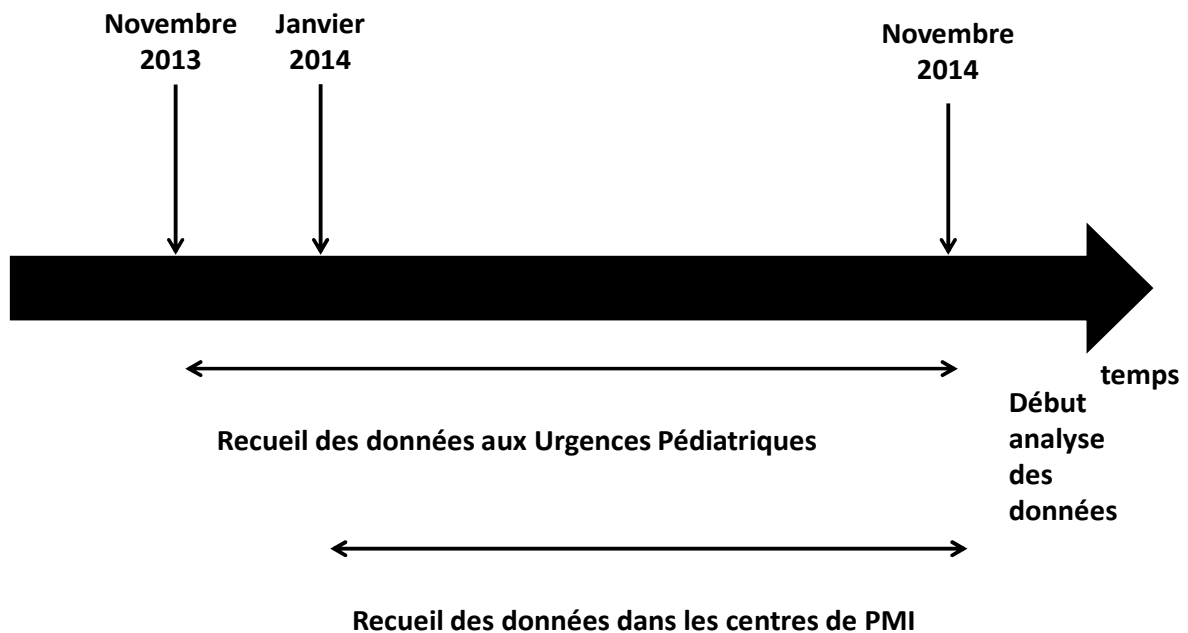 Novembre
2013
Janvier
2014
Novembre
2014
temps
Recueil des données aux Urgences Pédiatriques
Début
analyse
des
données
Recueil des données dans les centres de PMI